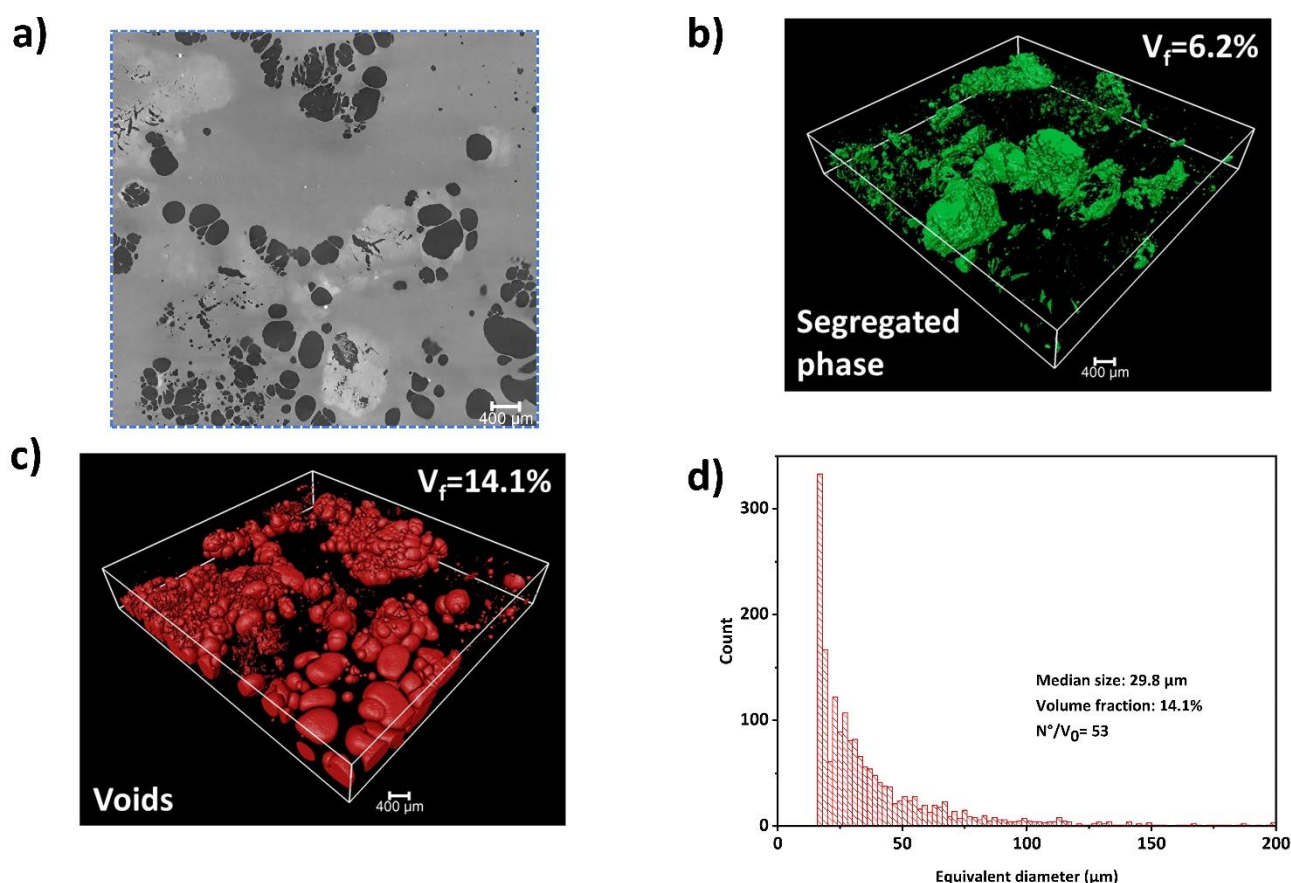 a)
400 µm
b)
V_f=6.2%
Segregated
phase
400 µm
c)
V_f=14.1%
Voids
400 µm
d)
300
200
100
0
Count
Median size: 29.8 µm
Volume fraction: 14.1%
N°/V_0= 53
0 50 100 150 200
Equivalent diameter (µm)